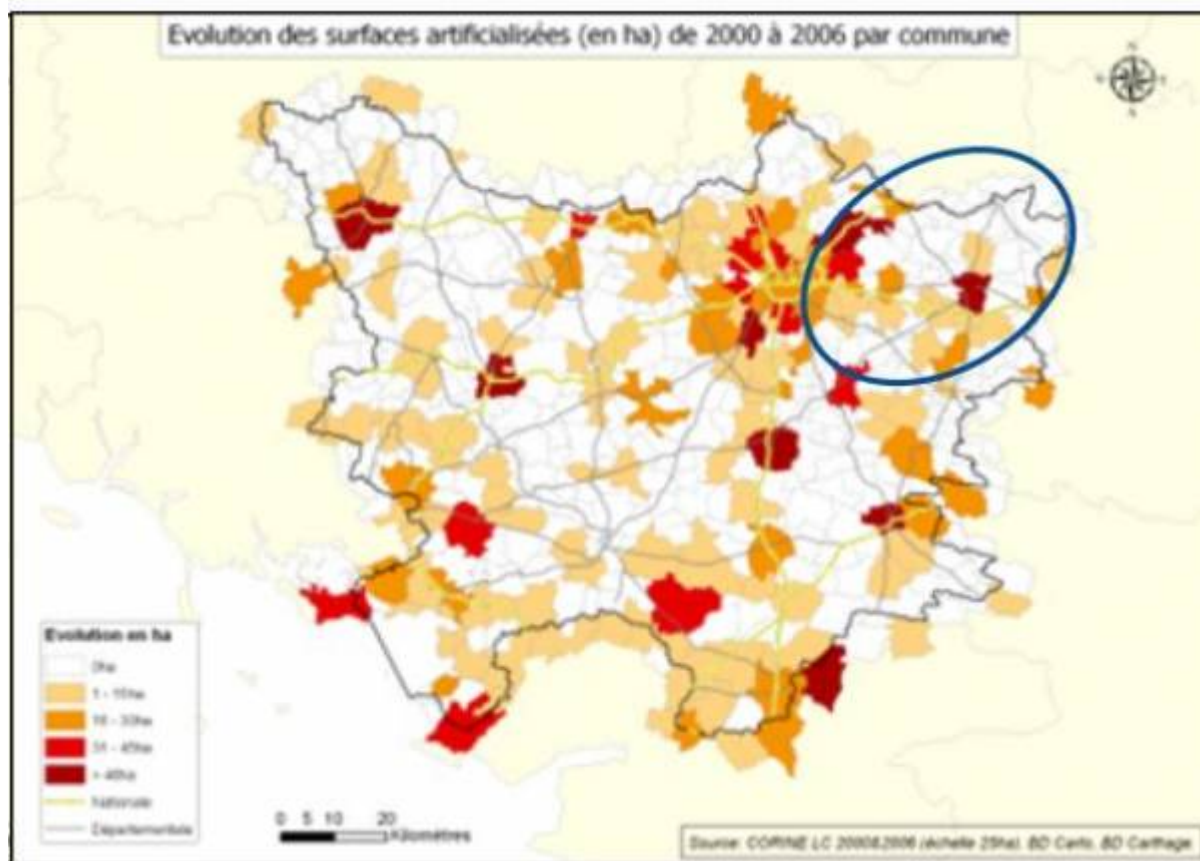 Evolution des surfaces artificialisées (en ha) de 2000 à 2006 par commune
N
Evolution en ha
0ha
1 - 15ha
16 - 30ha
31 - 45ha
> 46ha
Nationale
Départementale
0 5 10 20
Kilomètres
Source: CORINE LC 2000&2006 (échelle 25ha), BD Carto, BD Carthage